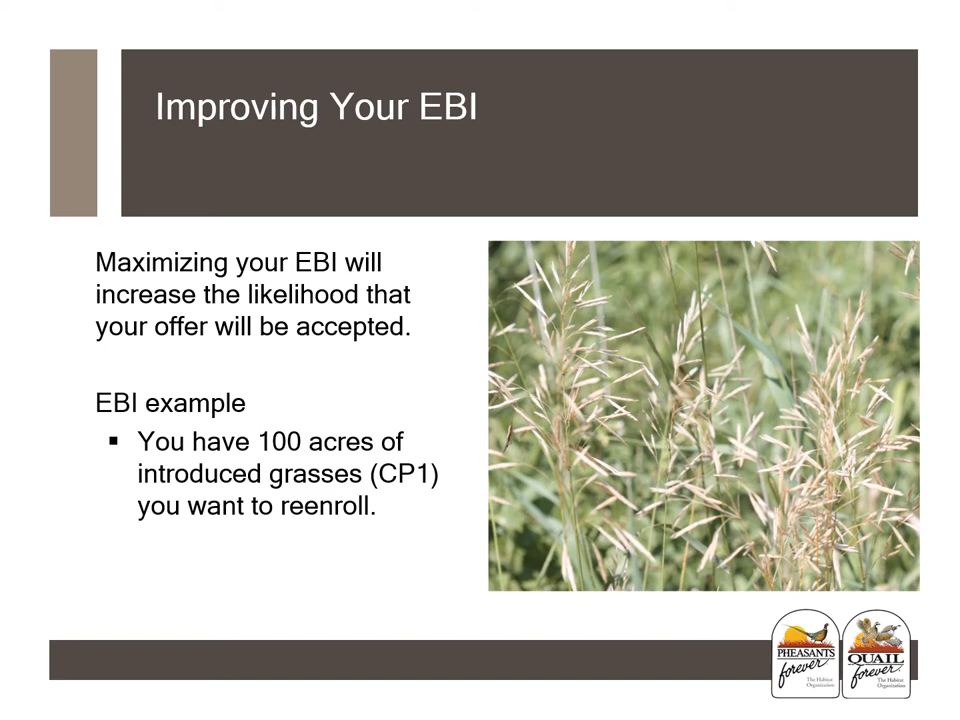 Improving Your EBI
Maximizing your EBI will
increase the likelihood that
your offer will be accepted.
EBI example
▪ You have 100 acres of
introduced grasses (CP1)
you want to reenroll.
PHEASANTS
forever
The Habitat
Organization
QUAIL
forever
The Habitat
Organization